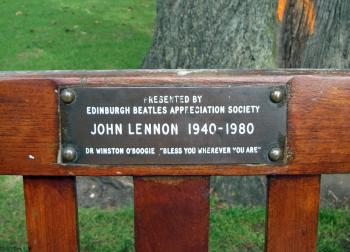 PRESENTED BY
EDINBURGH BEATLES APPRECIATION SOCIETY
JOHN LENNON 1940-1980
DR WINSTON O'BOOGIE "BLESS YOU WHEREVER YOU ARE"